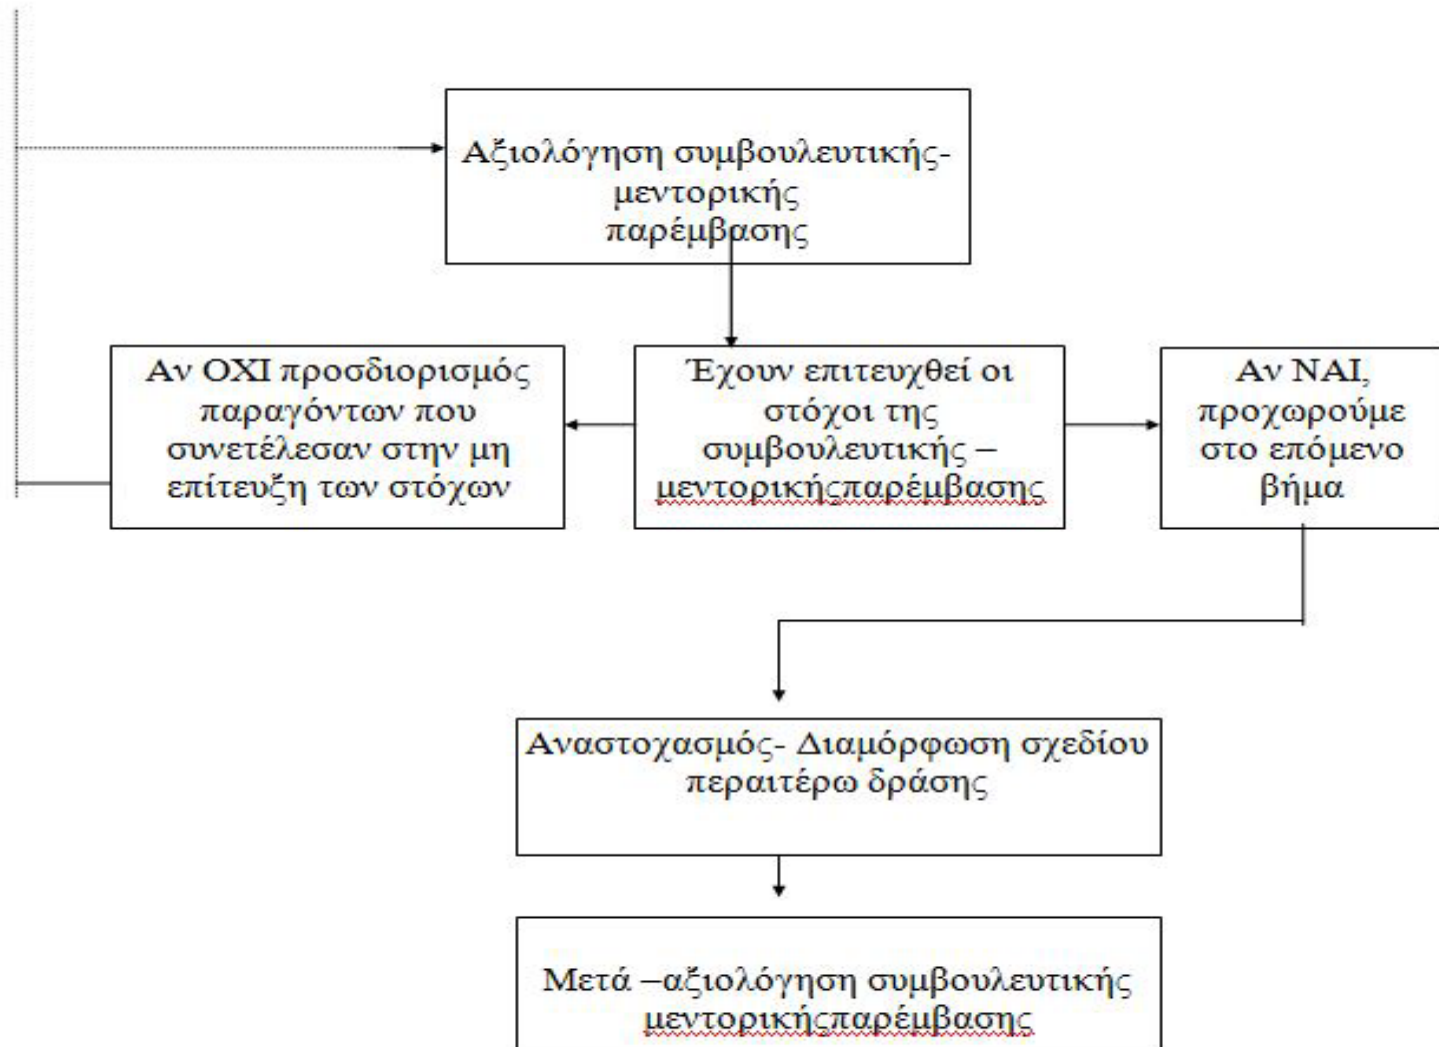 Αξιολόγηση συμβουλευτικής-
μεντορικής
παρέμβασης
Αν ΟΧΙ προσδιορισμός
παραγόντων που
συνετέλεσαν στην μη
επίτευξη των στόχων
Έχουν επιτευχθεί οι
στόχοι της
συμβουλευτικής –
μεντορικήςπαρέμβασης
Αν ΝΑΙ,
προχωρούμε
στο επόμενο
βήμα
Αναστοχασμός- Διαμόρφωση σχεδίου
περαιτέρω δράσης
Μετά –αξιολόγηση συμβουλευτικής
μεντορικήςπαρέμβασης